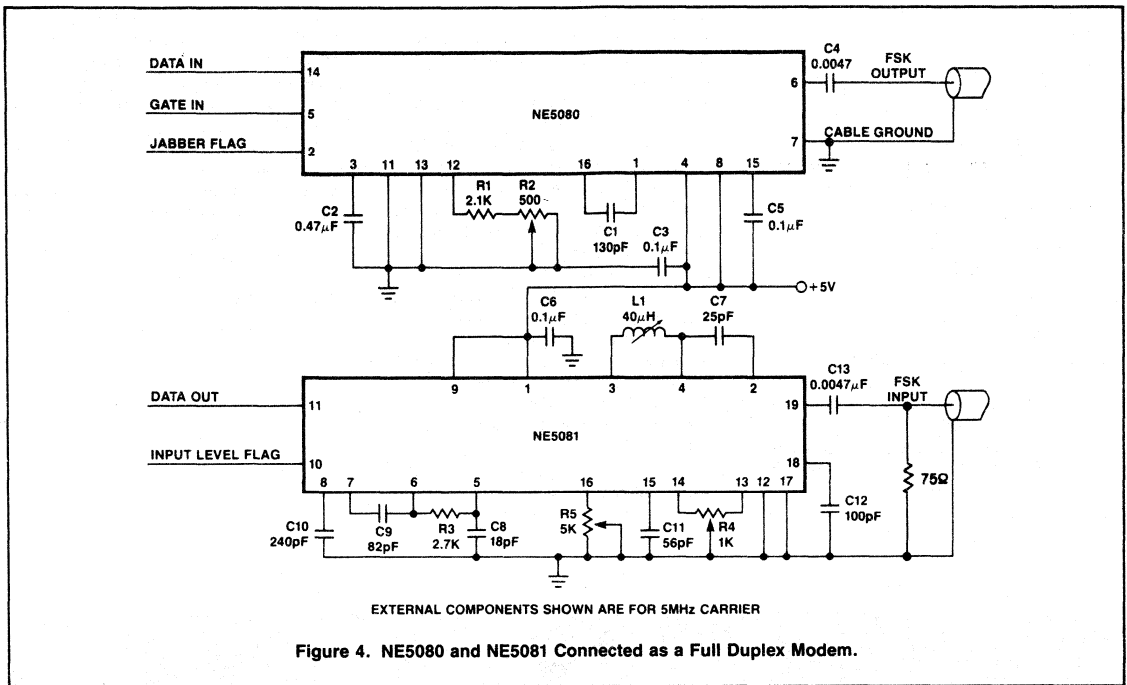 DATA IN
14
GATE IN
5
JABBER FLAG
2
NE5080
6
C4
0.0047
FSK
OUTPUT
7
CABLE GROUND
3
11
13
12
16
1
4
8
15
C2
0.47μF
R1
2.1K
R2
500
C1
130pF
C3
0.1μF
C5
0.1μF
+5V
C6
0.1μF
L1
40μH
C7
25pF
9
1
3
4
2
C13
0.0047μF
FSK
INPUT
DATA OUT
11
19
NE5081
INPUT LEVEL FLAG
10
18
8
7
6
5
16
15
14
13
12
17
75Ω
C10
240pF
C9
82pF
R3
2.7K
C8
18pF
R5
5K
C11
56pF
R4
1K
C12
100pF
EXTERNAL COMPONENTS SHOWN ARE FOR 5MHz CARRIER
Figure 4. NE5080 and NE5081 Connected as a Full Duplex Modem.